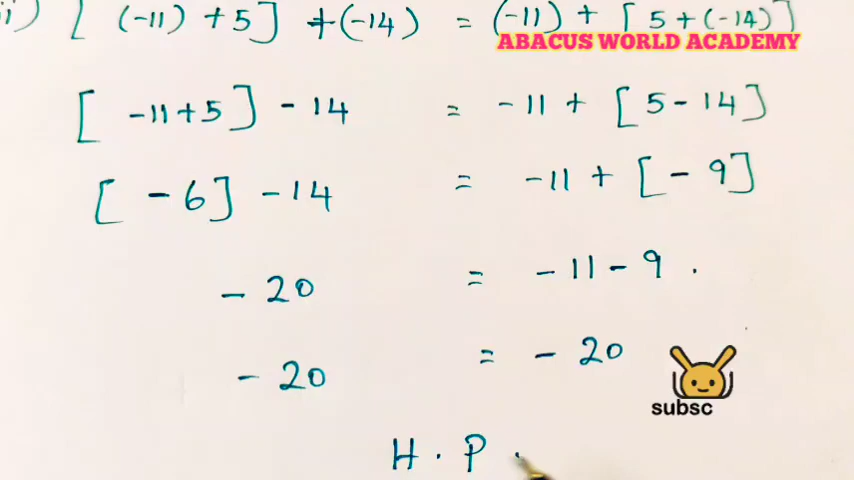 ii) [ (-11) + 5 ] + (-14) = (-11) + [ 5 + (-14) ]
ABACUS WORLD ACADEMY
[ -11 + 5 ] - 14 = -11 + [ 5 - 14 ]
[ - 6 ] - 14 = -11 + [ - 9 ]
- 20 = - 11 - 9 .
- 20 = - 20
subsc
H . P .